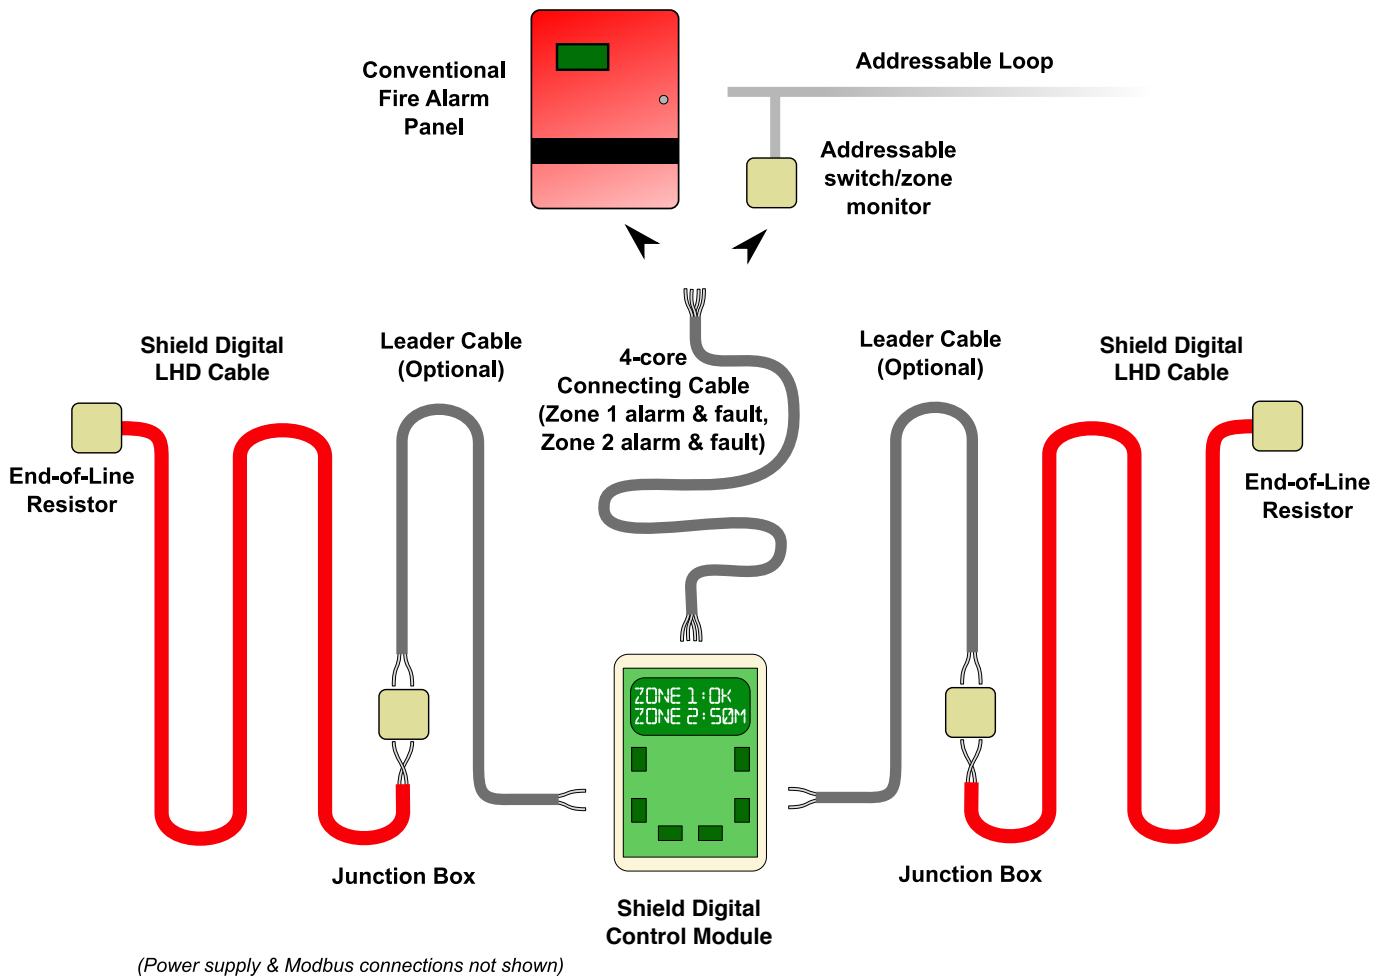 Conventional
Fire Alarm
Panel
Addressable Loop
Addressable
switch/zone
monitor
Shield Digital
LHD Cable
Leader Cable
(Optional)
4-core
Connecting Cable
(Zone 1 alarm & fault,
Zone 2 alarm & fault)
Leader Cable
(Optional)
Shield Digital
LHD Cable
End-of-Line
Resistor
End-of-Line
Resistor
ZONE 1:OK
ZONE 2:50M
Junction Box
Junction Box
Shield Digital
Control Module
(Power supply & Modbus connections not shown)